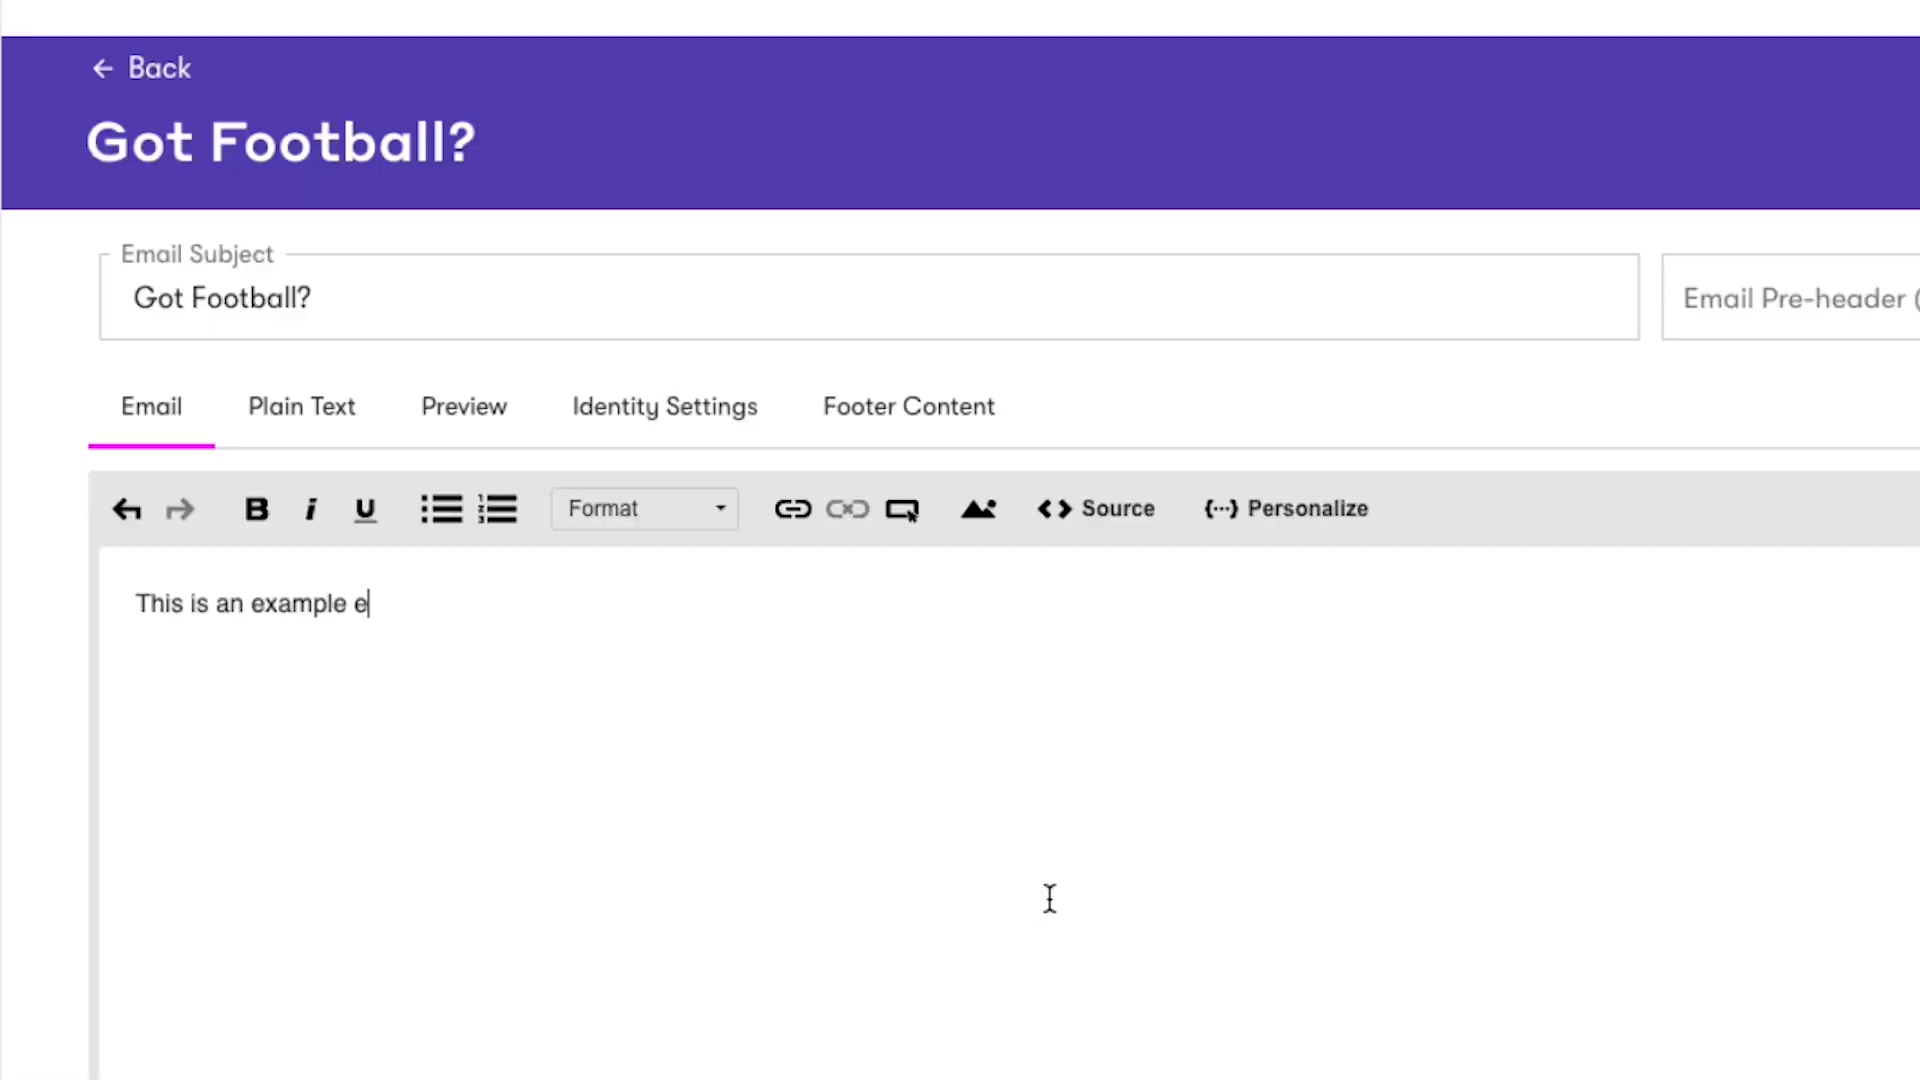 Back
Got Football?
Email Subject
Got Football?
Email Pre-header (
Email Plain Text Preview Identity Settings Footer Content
B i U Format Source Personalize
This is an example e